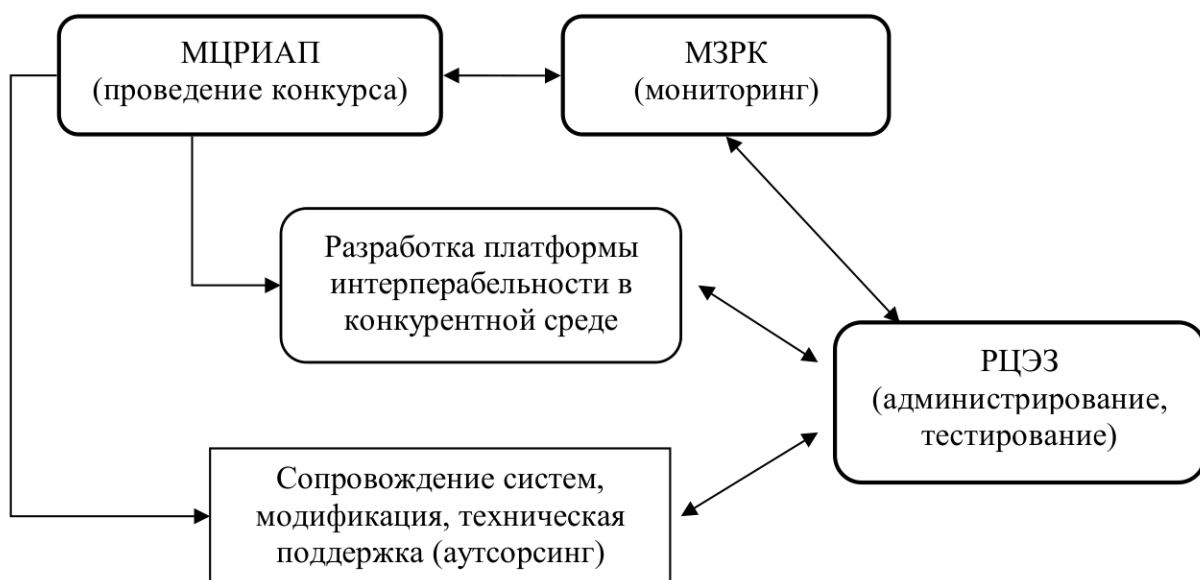 МЦРИАП
(проведение конкурса)
МЗРК
(мониторинг)
Разработка платформы
интерперабельности в
конкурентной среде
РЦЭЗ
(администрирование,
тестирование)
Сопровождение систем,
модификация, техническая
поддержка (аутсорсинг)